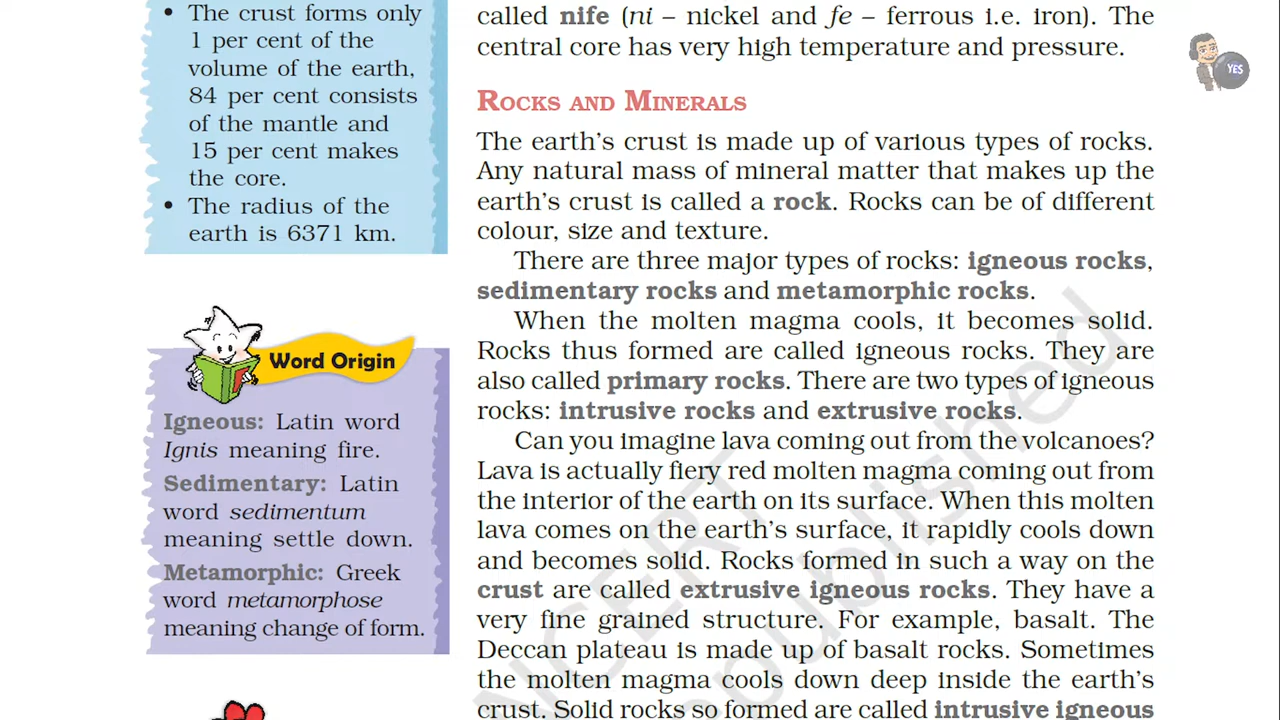 • The crust forms only
1 per cent of the
volume of the earth,
84 per cent consists
of the mantle and
15 per cent makes
the core.
• The radius of the
earth is 6371 km.
Word Origin
Igneous: Latin word
Ignis meaning fire.
Sedimentary: Latin
word sedimentum
meaning settle down.
Metamorphic: Greek
word metamorphose
meaning change of form.
called nife (ni – nickel and fe – ferrous i.e. iron). The
central core has very high temperature and pressure.
ROCKS AND MINERALS
The earth's crust is made up of various types of rocks.
Any natural mass of mineral matter that makes up the
earth's crust is called a rock. Rocks can be of different
colour, size and texture.
There are three major types of rocks: igneous rocks,
sedimentary rocks and metamorphic rocks.
When the molten magma cools, it becomes solid.
Rocks thus formed are called igneous rocks. They are
also called primary rocks. There are two types of igneous
rocks: intrusive rocks and extrusive rocks.
Can you imagine lava coming out from the volcanoes?
Lava is actually fiery red molten magma coming out from
the interior of the earth on its surface. When this molten
lava comes on the earth's surface, it rapidly cools down
and becomes solid. Rocks formed in such a way on the
crust are called extrusive igneous rocks. They have a
very fine grained structure. For example, basalt. The
Deccan plateau is made up of basalt rocks. Sometimes
the molten magma cools down deep inside the earth's
crust. Solid rocks so formed are called intrusive igneous
YES
NCERT